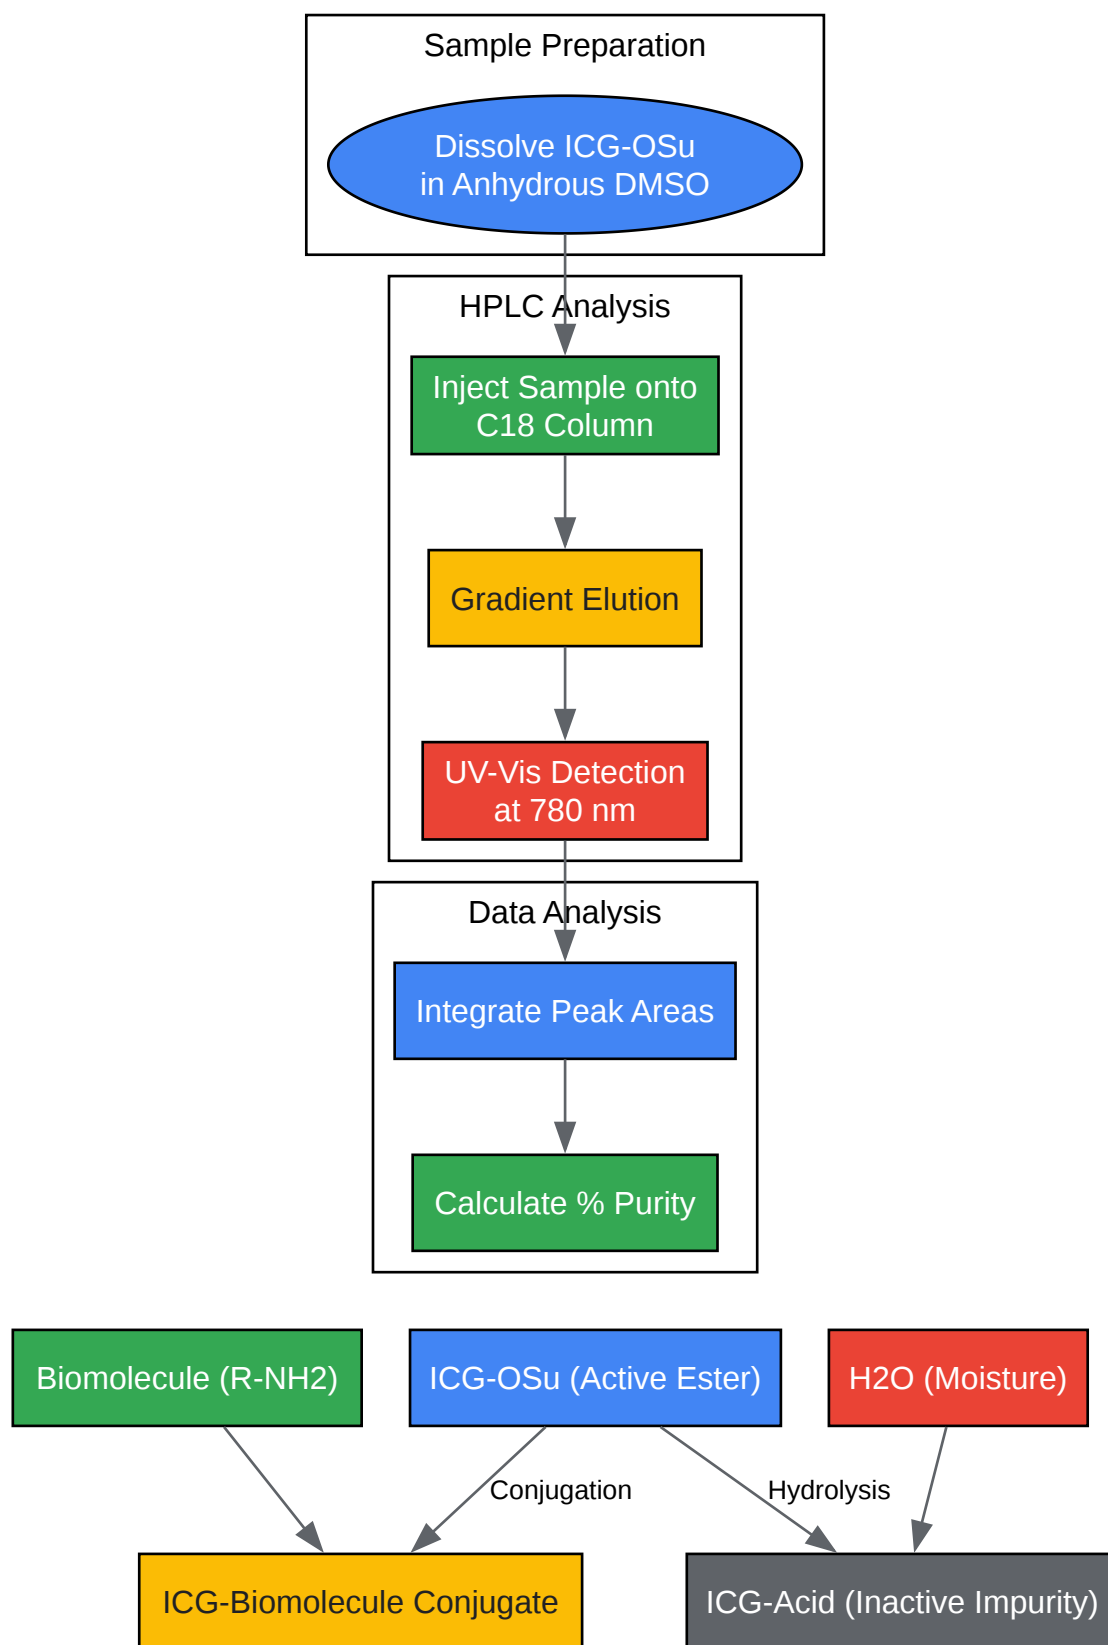 Sample Preparation
Dissolve ICG-OSu
in Anhydrous DMSO
HPLC Analysis
Inject Sample onto
C18 Column
Gradient Elution
UV-Vis Detection
at 780 nm
Data Analysis
Integrate Peak Areas
Calculate % Purity
Biomolecule (R-NH2)
ICG-OSu (Active Ester)
H2O (Moisture)
Conjugation
Hydrolysis
ICG-Biomolecule Conjugate
ICG-Acid (Inactive Impurity)